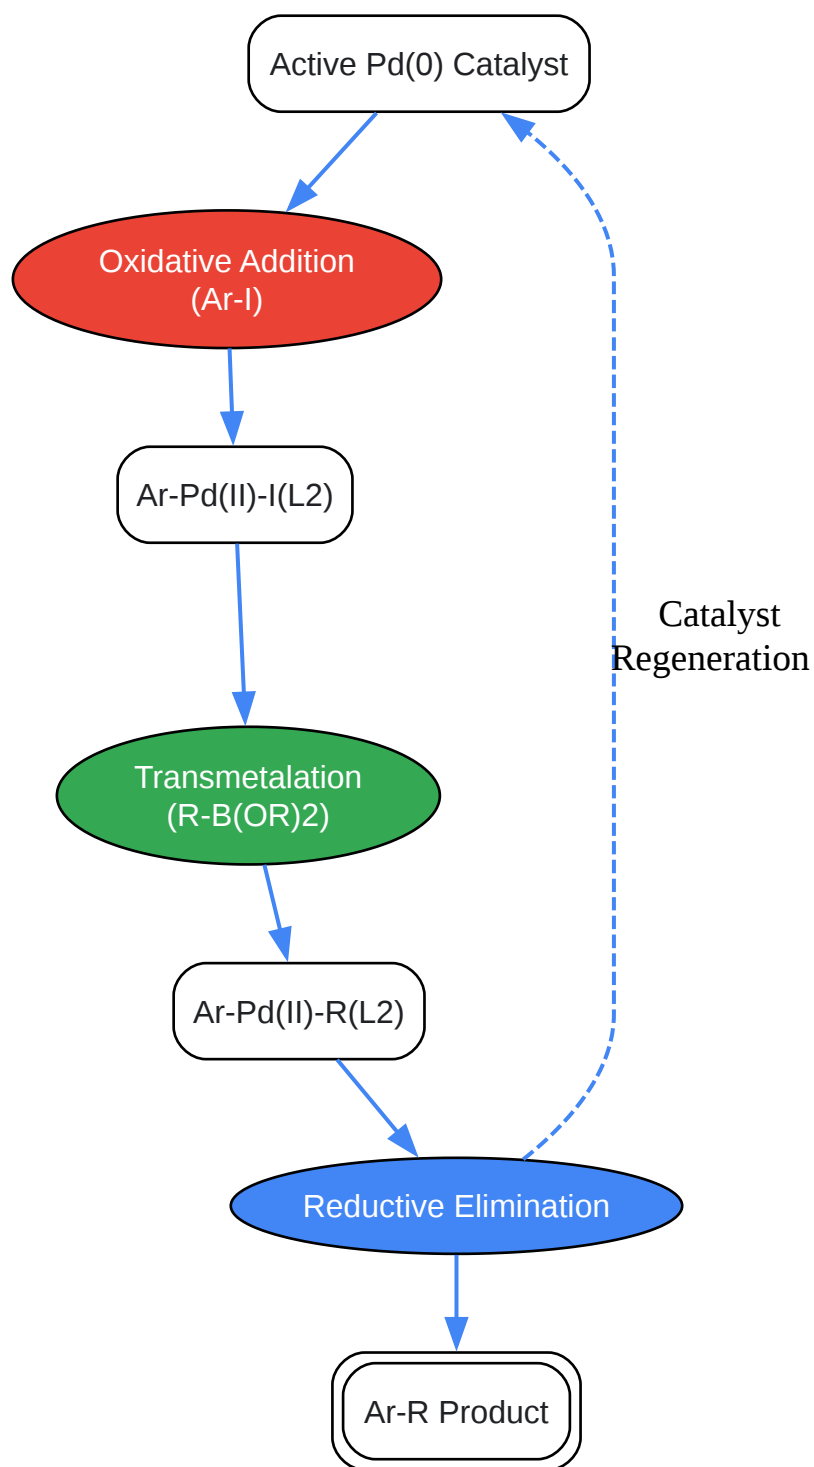 Active Pd(0) Catalyst
Oxidative Addition
(Ar-I)
Ar-Pd(II)-I(L2)
Catalyst
Regeneration
Transmetalation
(R-B(OR)2)
Ar-Pd(II)-R(L2)
Reductive Elimination
Ar-R Product